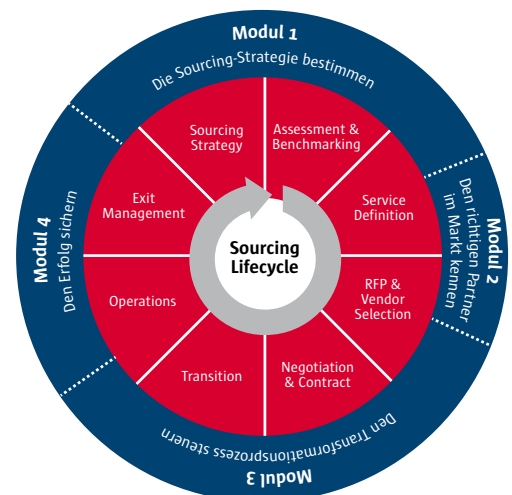 Modul 1
Die Sourcing-Strategie bestimmen
Modul 2
Den richtigen Partner
im Markt kennen
Modul 3
Den Transformationsprozess steuern
Modul 4
Den Erfolg sichern
Sourcing
Strategy
Assessment &
Benchmarking
Service
Definition
RFP &
Vendor
Selection
Negotiation
& Contract
Transition
Operations
Exit
Management
Sourcing
Lifecycle